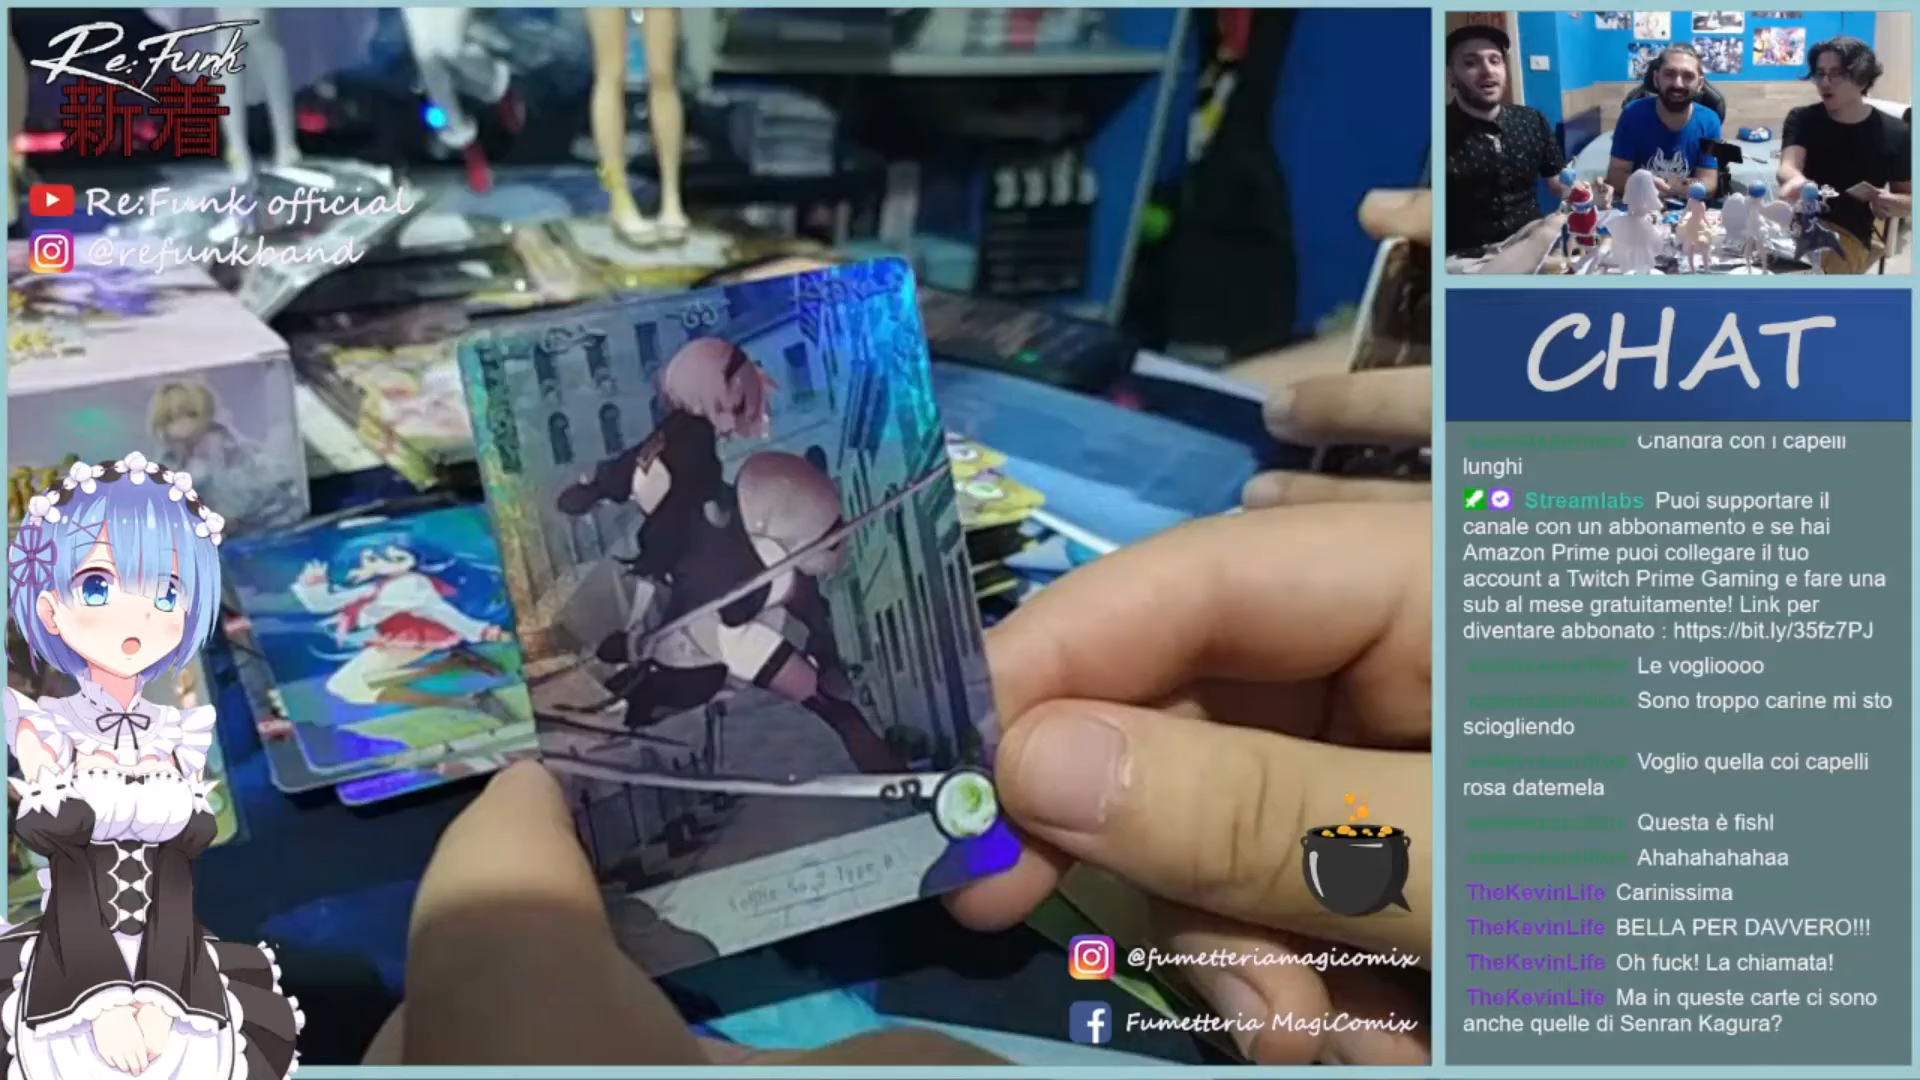 Re:Funk
新着
Re:Funk official
@refunkband
CHAT
Chandra con i capelli
lunghi
Streamlabs Puoi supportare il
canale con un abbonamento e se hai
Amazon Prime puoi collegare il tuo
account a Twitch Prime Gaming e fare una
sub al mese gratuitamente! Link per
diventare abbonato : https://bit.ly/35fz7PJ
Le voglioooo
Sono troppo carine mi sto
sciogliendo
Voglio quella coi capelli
rosa datemela
Questa è fishl
Ahahahahahaa
TheKevinLife Carinissima
TheKevinLife BELLA PER DAVVERO!!!
TheKevinLife Oh fuck! La chiamata!
TheKevinLife Ma in queste carte ci sono
anche quelle di Senran Kagura?
SR
@fumetteriamagicomix
Fumetteria MagiComix